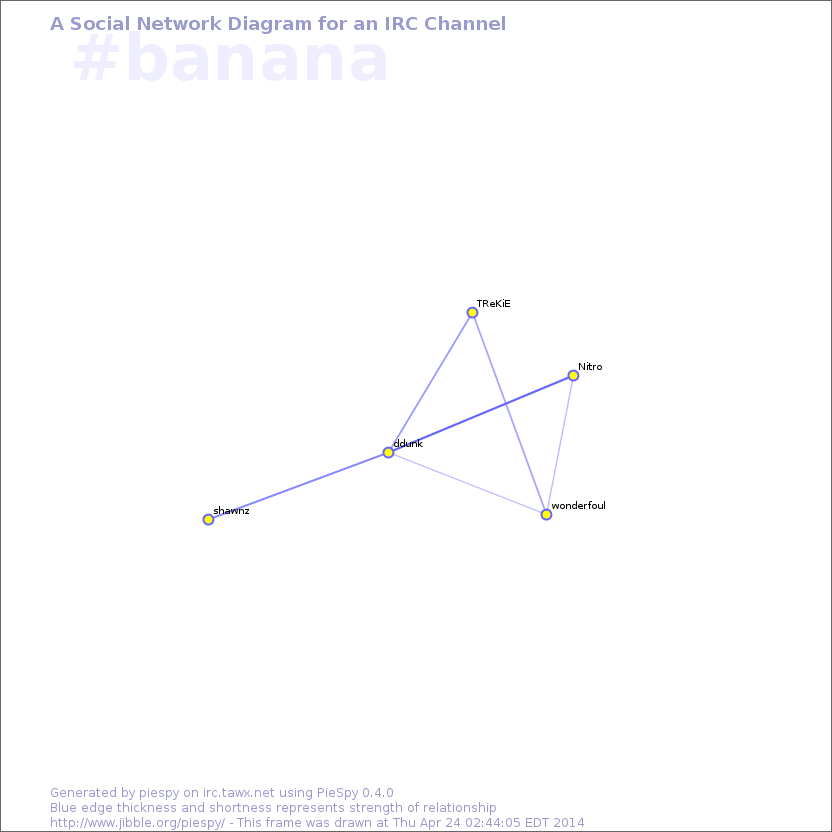 A Social Network Diagram for an IRC Channel
#banana
TReKiE
Nitro
ddunk
wonderfoul
shawnz
Generated by piespy on irc.tawx.net using PieSpy 0.4.0
Blue edge thickness and shortness represents strength of relationship
http://www.jibble.org/piespy/ - This frame was drawn at Thu Apr 24 02:44:05 EDT 2014